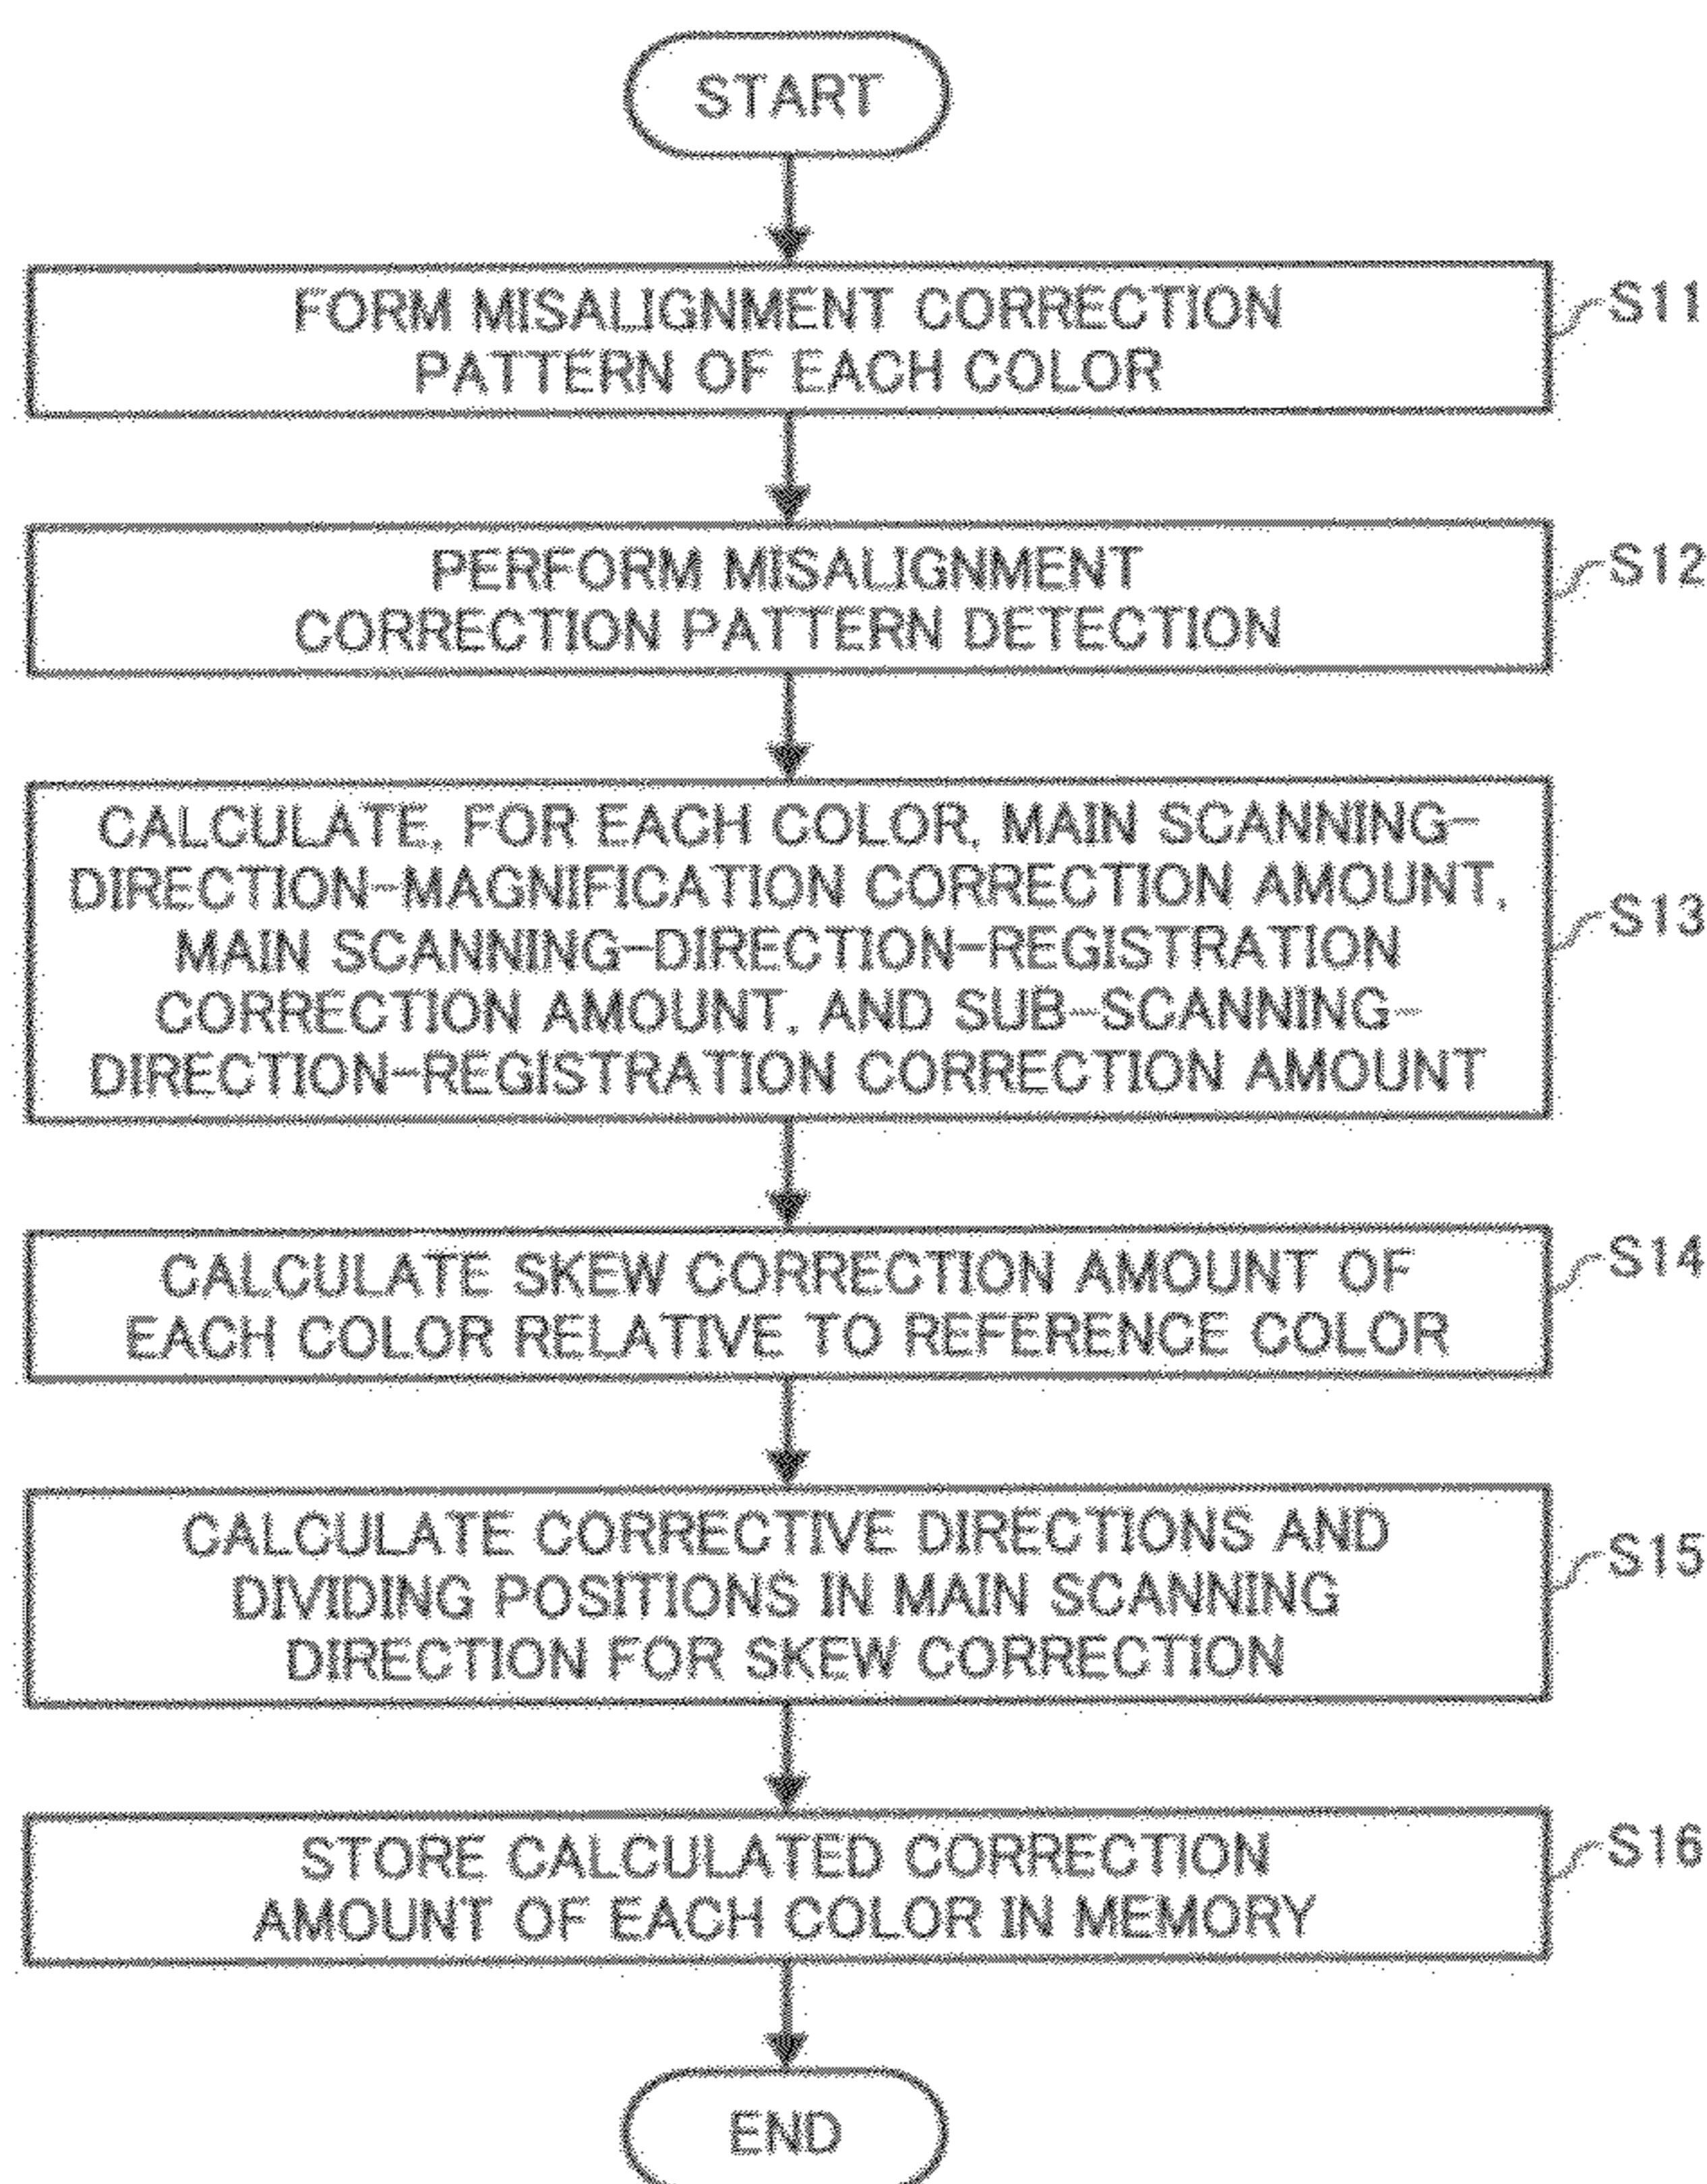 START
FORM MISALIGNMENT CORRECTION
PATTERN OF EACH COLOR
S11
PERFORM MISALIGNMENT
CORRECTION PATTERN DETECTION
S12
CALCULATE, FOR EACH COLOR, MAIN SCANNING-
DIRECTION-MAGNIFICATION CORRECTION AMOUNT,
MAIN SCANNING-DIRECTION-REGISTRATION
CORRECTION AMOUNT, AND SUB-SCANNING-
DIRECTION-REGISTRATION CORRECTION AMOUNT
S13
CALCULATE SKEW CORRECTION AMOUNT OF
EACH COLOR RELATIVE TO REFERENCE COLOR
S14
CALCULATE CORRECTIVE DIRECTIONS AND
DIVIDING POSITIONS IN MAIN SCANNING
DIRECTION FOR SKEW CORRECTION
S15
STORE CALCULATED CORRECTION
AMOUNT OF EACH COLOR IN MEMORY
S16
END